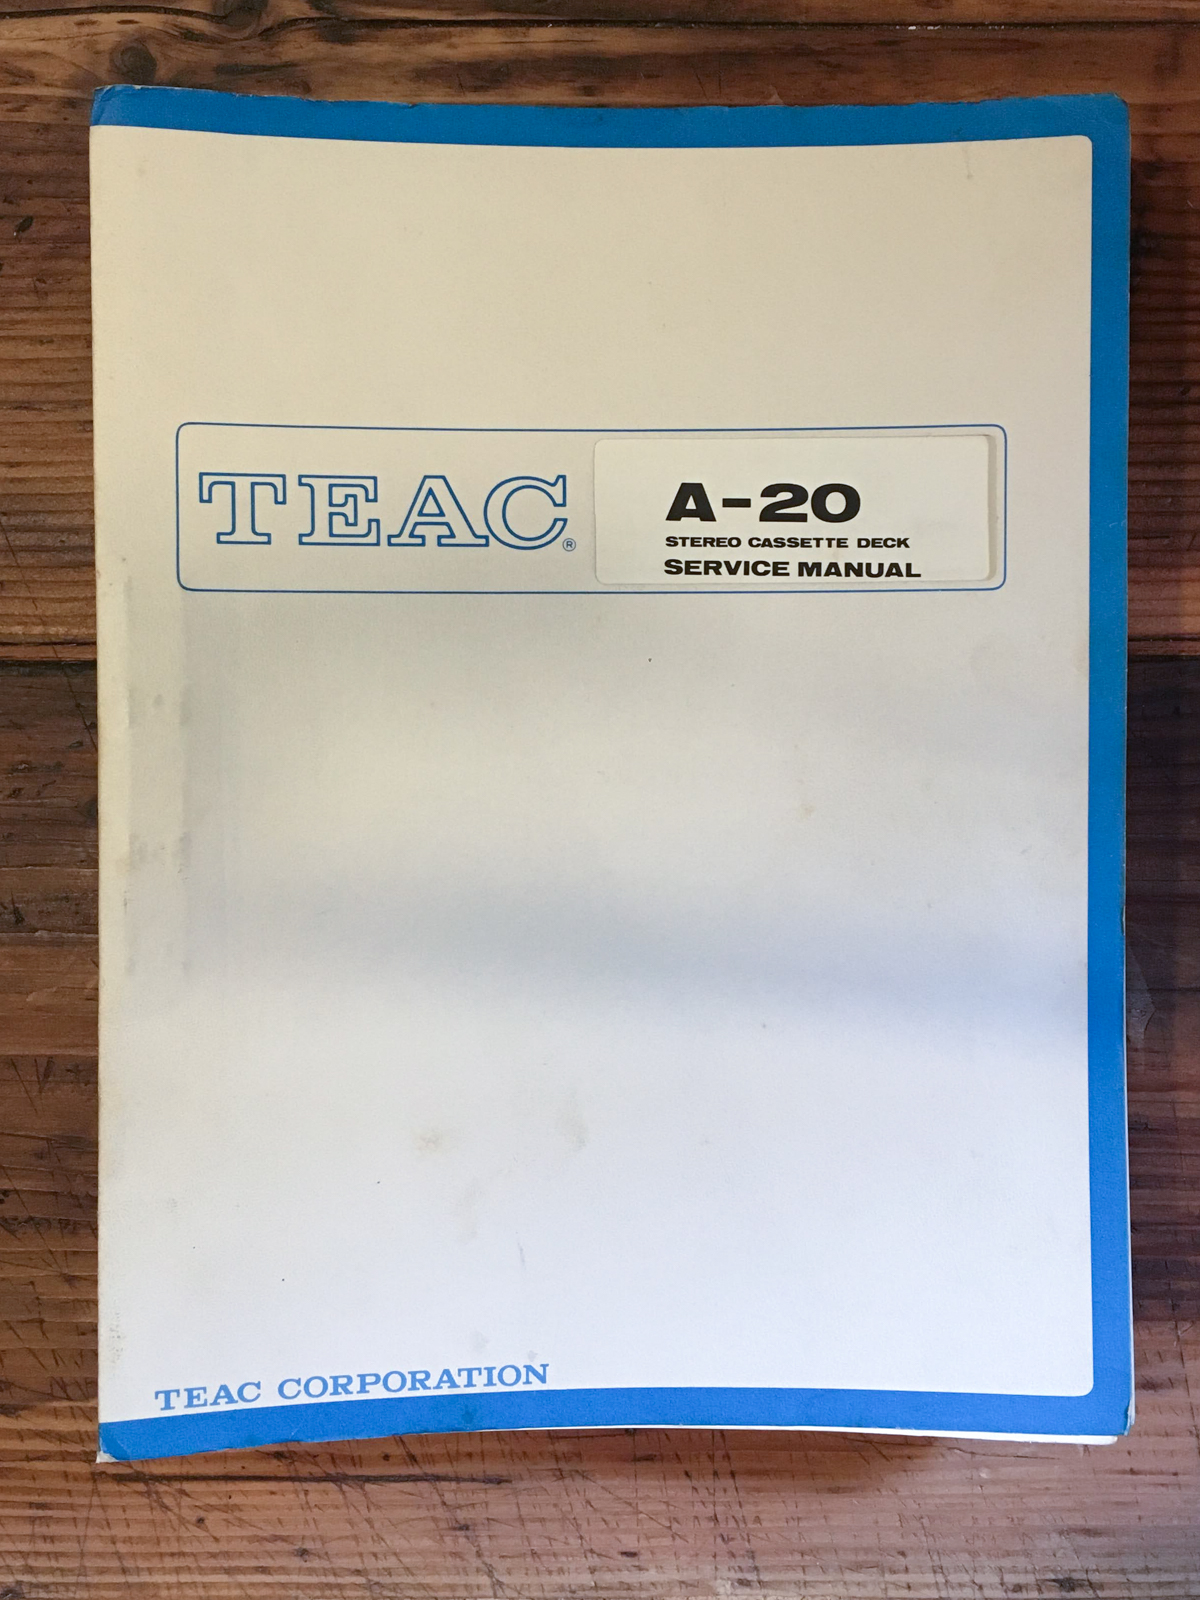 TEAC®
A-20
STEREO CASSETTE DECK
SERVICE MANUAL
TEAC CORPORATION